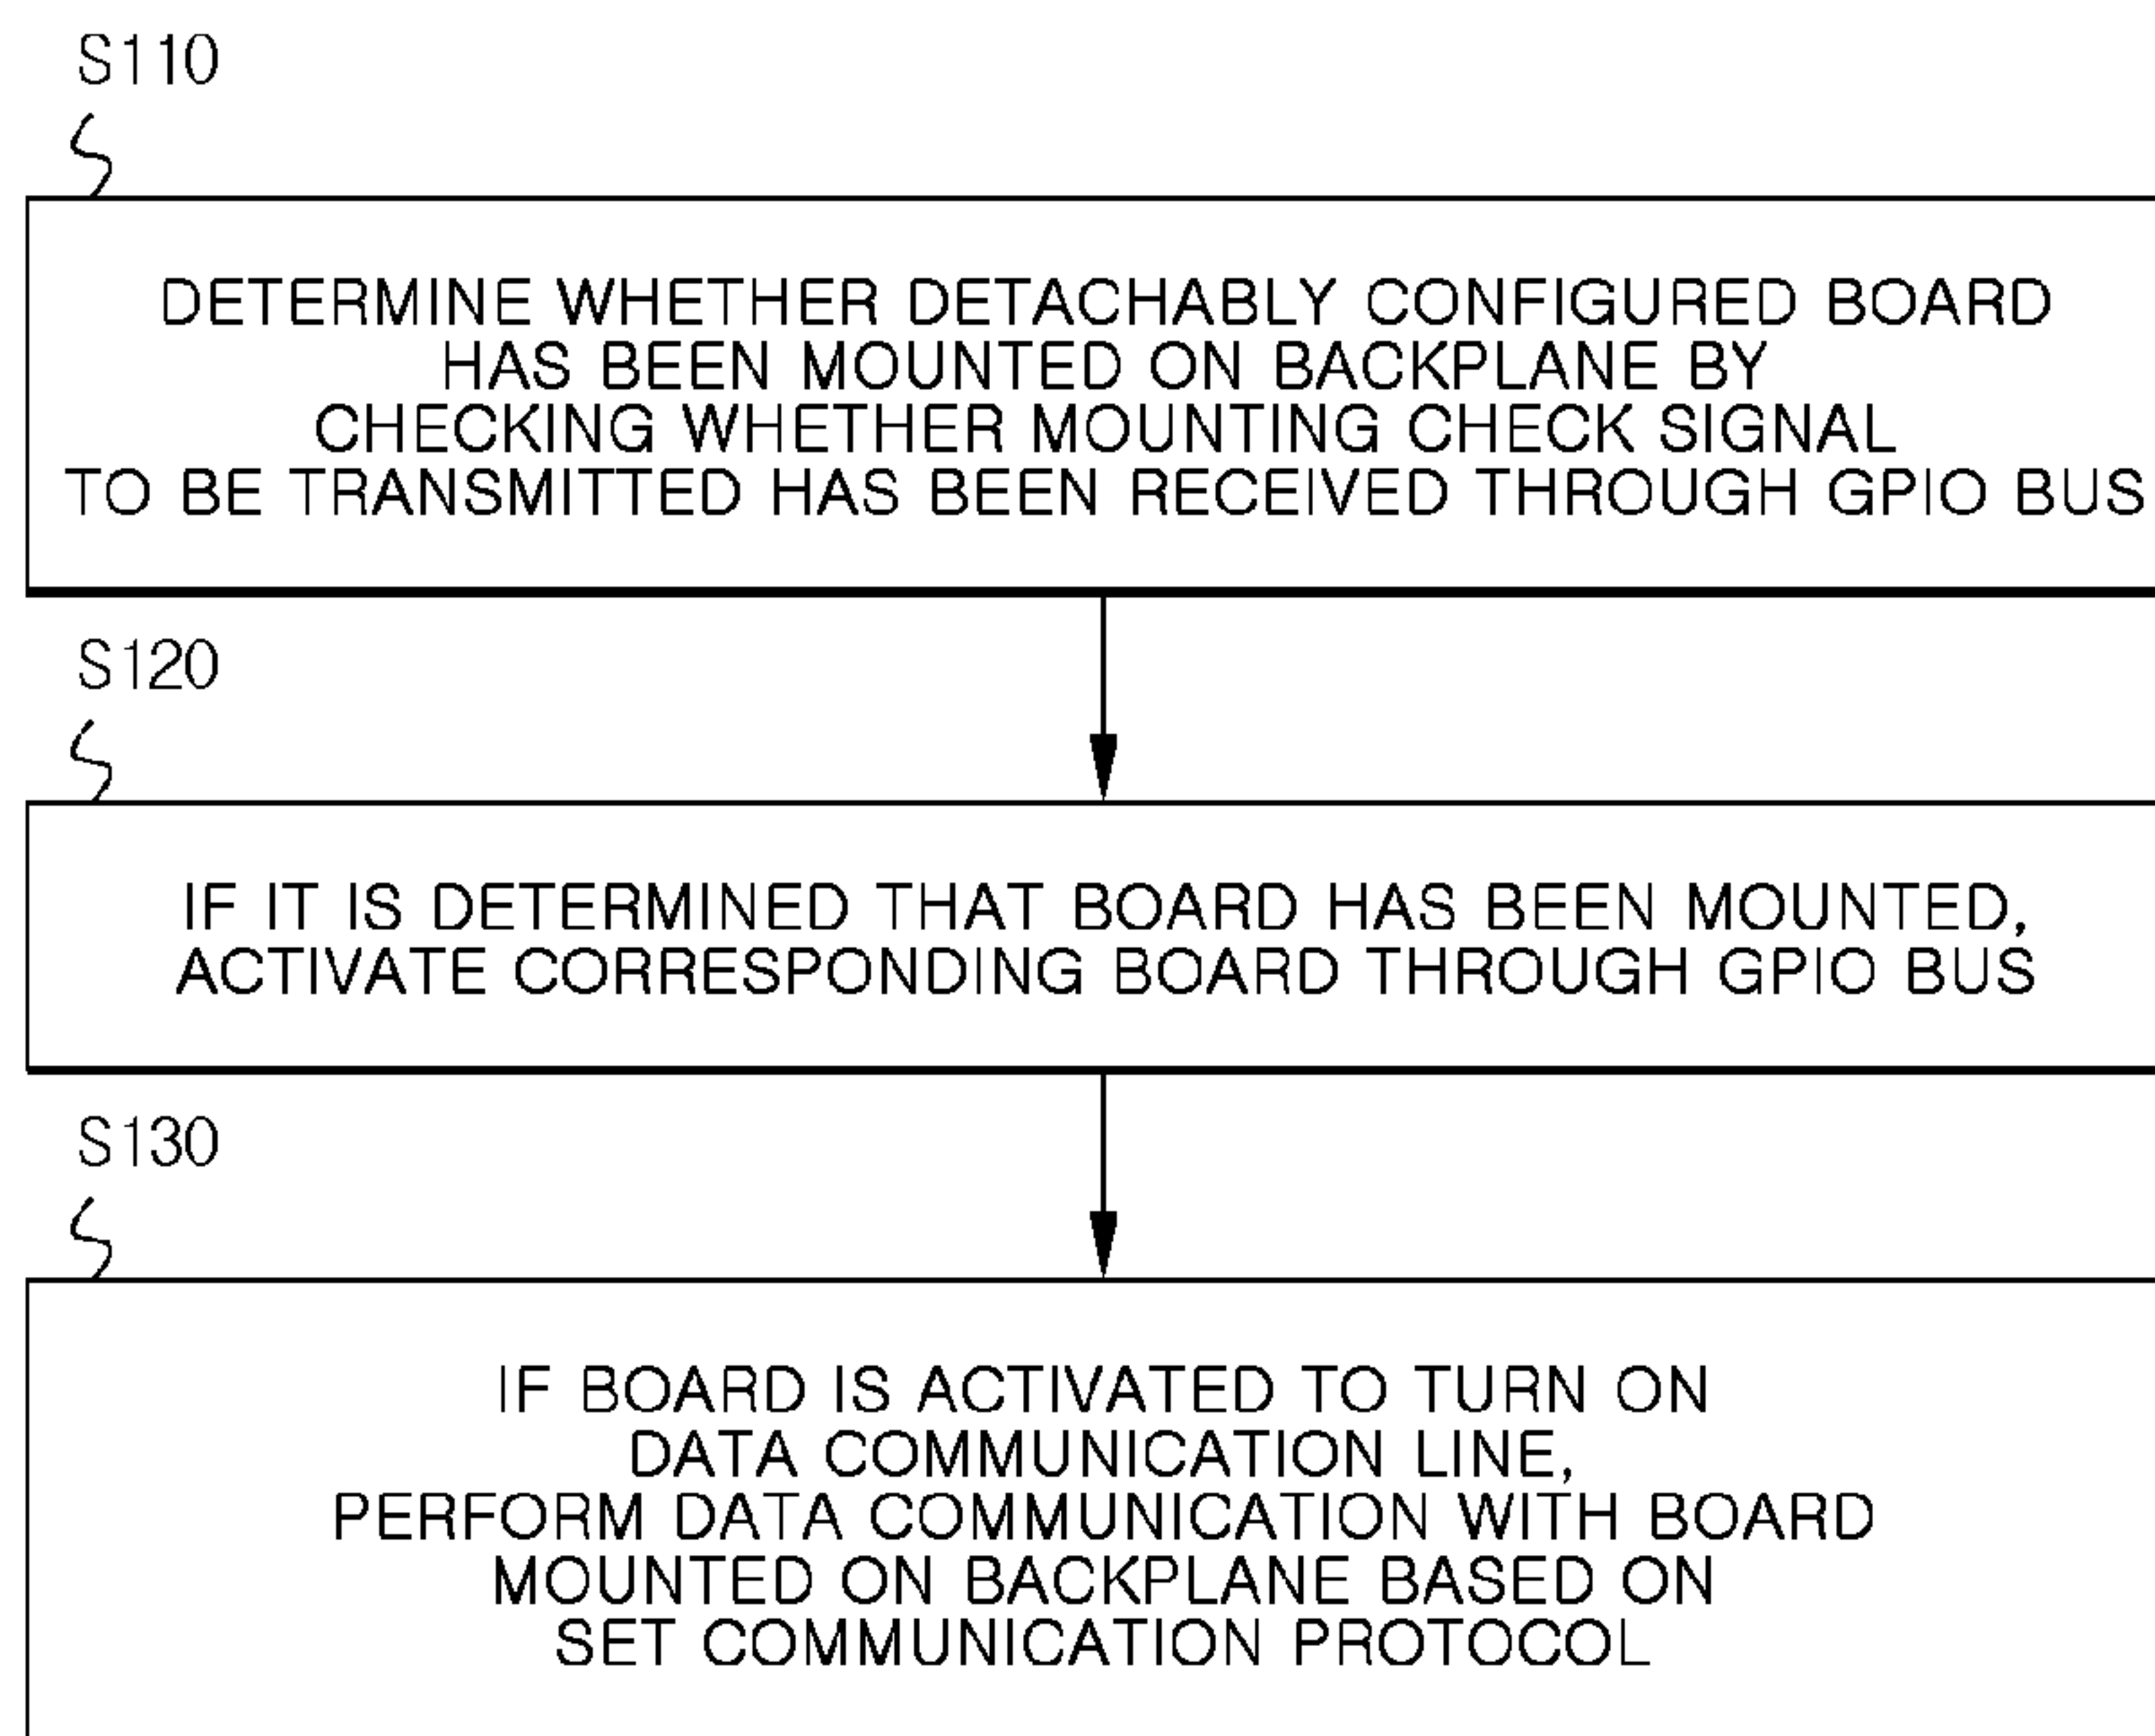 S110
DETERMINE WHETHER DETACHABLY CONFIGURED BOARD
HAS BEEN MOUNTED ON BACKPLANE BY
CHECKING WHETHER MOUNTING CHECK SIGNAL
TO BE TRANSMITTED HAS BEEN RECEIVED THROUGH GPIO BUS
S120
IF IT IS DETERMINED THAT BOARD HAS BEEN MOUNTED,
ACTIVATE CORRESPONDING BOARD THROUGH GPIO BUS
S130
IF BOARD IS ACTIVATED TO TURN ON
DATA COMMUNICATION LINE,
PERFORM DATA COMMUNICATION WITH BOARD
MOUNTED ON BACKPLANE BASED ON
SET COMMUNICATION PROTOCOL